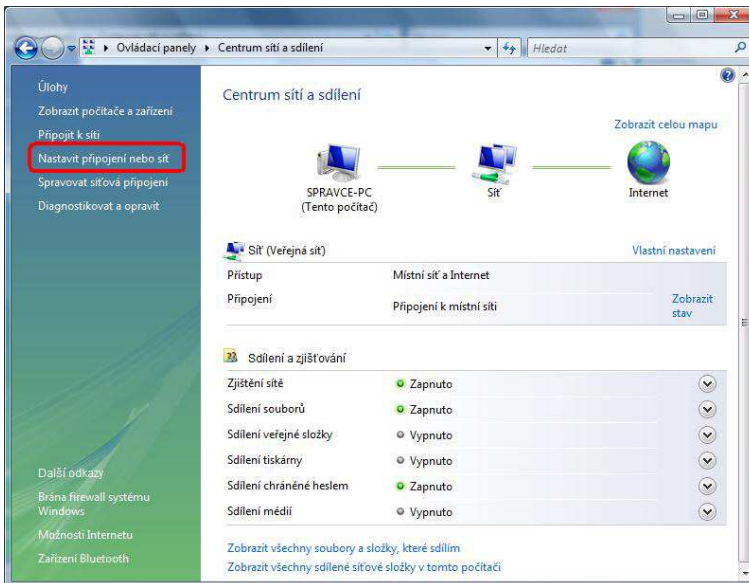 Ovládací panely
Centrum sítí a sdílení
Hledat
Úlohy
Zobrazit počítače a zařízení
Připojit k síti
Nastavit připojení nebo síť
Spravovat síťová připojení
Diagnostikovat a opravit
Další odkazy
Brána firewall systému
Windows
Možnosti Internetu
Zařízení Bluetooth
Centrum sítí a sdílení
Zobrazit celou mapu
SPRAVCE-PC
(Tento počítač)
Síť
Internet
Síť (Veřejná síť)
Vlastní nastavení
Přístup
Místní síť a Internet
Připojení
Připojení k místní síti
Zobrazit
stav
Sdílení a zjišťování
Zjištění sítě
Zapnuto
Sdílení souborů
Zapnuto
Sdílení veřejné složky
Vypnuto
Sdílení tiskárny
Vypnuto
Sdílení chráněné heslem
Zapnuto
Sdílení médií
Vypnuto
Zobrazit všechny soubory a složky, které sdílím
Zobrazit všechny sdílené síťové složky v tomto počítači